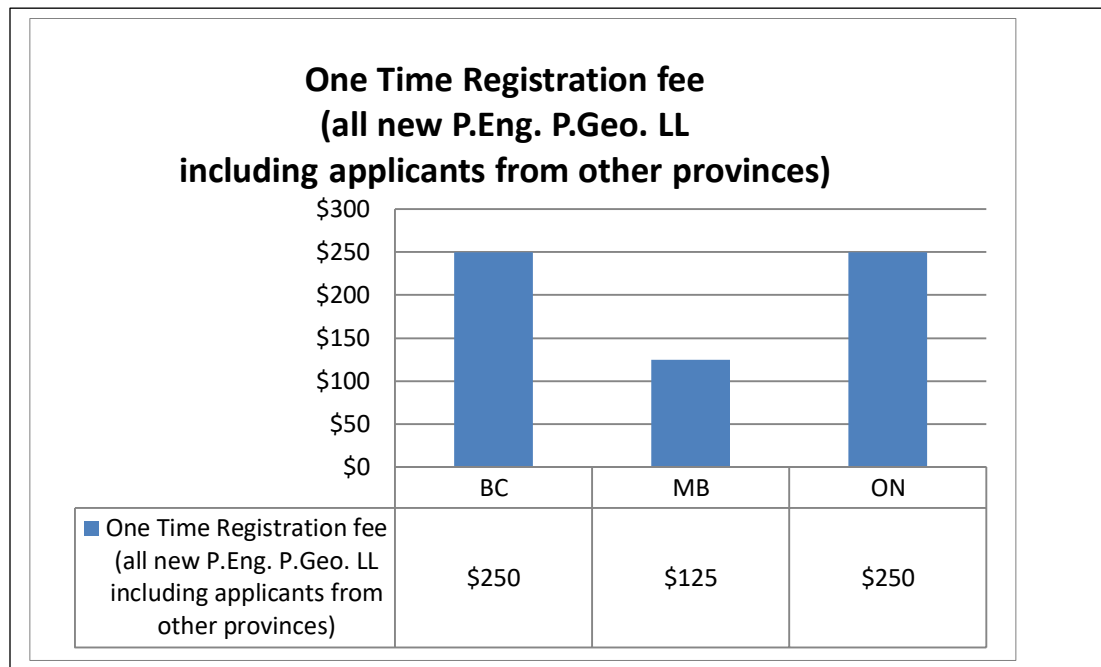 One Time Registration fee
(all new P.Eng. P.Geo. LL
including applicants from other provinces)
$300
$250
$200
$150
$100
$50
$0
BC MB ON
One Time Registration fee
(all new P.Eng. P.Geo. LL
including applicants from
other provinces)
$250 $125 $250